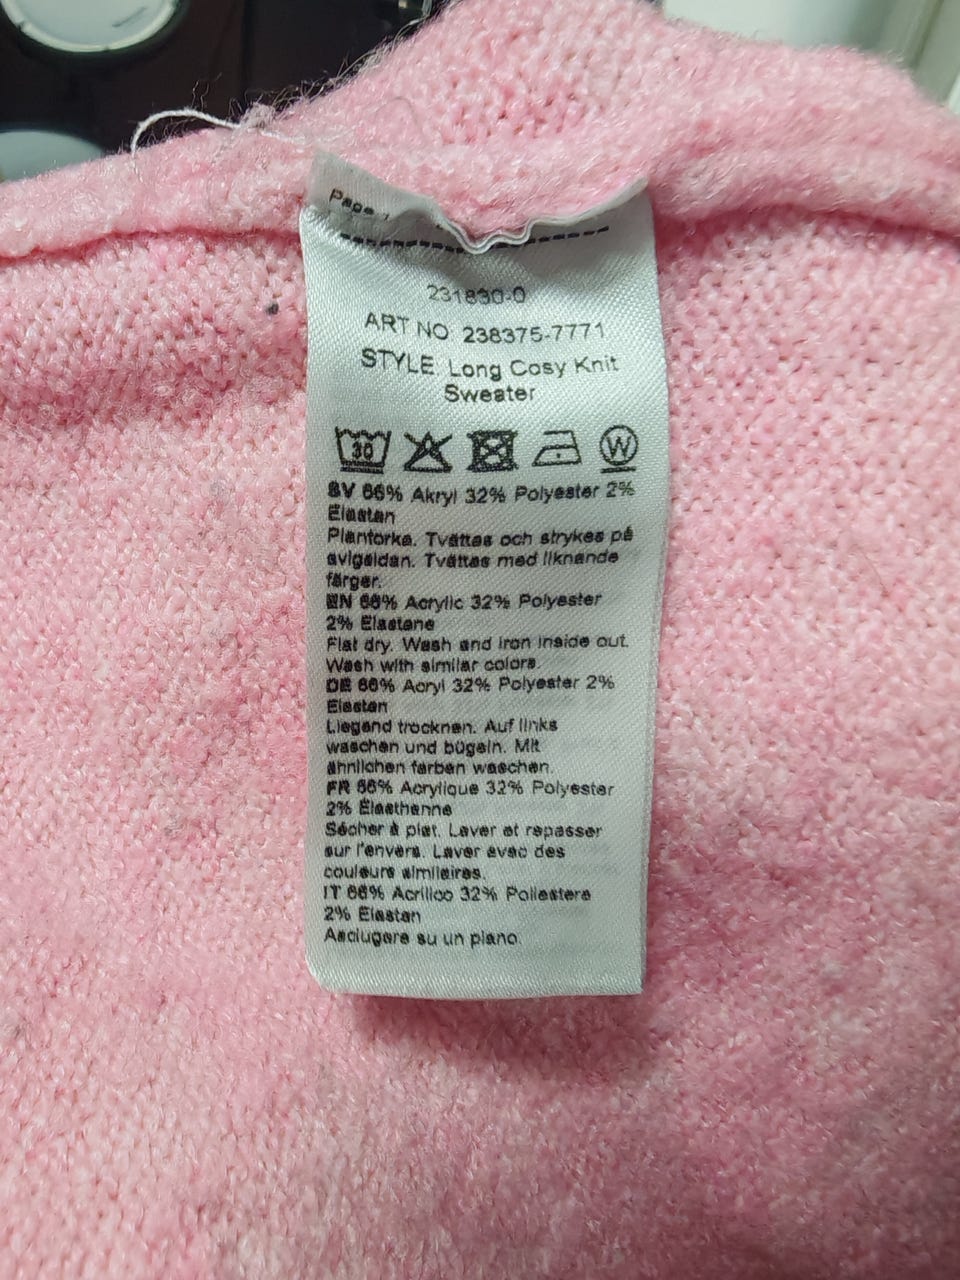 Page 1
231830-0
ART NO. 238375-7771
STYLE: Long Cosy Knit
Sweater
30 W
SV 66% Akryl 32% Polyester 2%
Elastan
Plantorka. Tvättas och strykes på
avigsidan. Tvättas med liknande
färger.
EN 66% Acrylic 32% Polyester
2% Elastane
Flat dry. Wash and iron inside out.
Wash with similar colors.
DE 66% Acryl 32% Polyester 2%
Elastan
Liegend trocknen. Auf links
waschen und bügeln. Mit
ähnlichen farben waschen.
FR 66% Acrylique 32% Polyester
2% Élasthanne
Sécher à plat. Laver et repasser
sur l'envers. Laver avec des
couleurs similaires.
IT 66% Acrilico 32% Poliestere
2% Elastan
Asciugare su un piano.